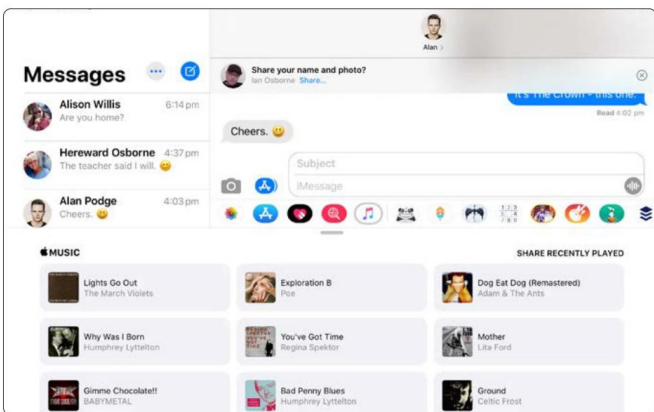 Alan >
Messages
Share your name and photo?
Ian Osborne Share...
It's The Crown - this one.
Read 4:02 pm
Alison Willis 6:14 pm
Are you home?
Cheers. 😀
Hereward Osborne 4:37 pm
The teacher said I will. 😀
Subject
iMessage
Alan Podge 4:03 pm
Cheers. 😀
MUSIC
SHARE RECENTLY PLAYED
Lights Go Out
The March Violets
Exploration B
Poe
Dog Eat Dog (Remastered)
Adam & The Ants
Why Was I Born
Humphrey Lyttelton
You've Got Time
Regina Spektor
Mother
Lita Ford
Gimme Chocolate!!
BABYMETAL
Bad Penny Blues
Humphrey Lyttelton
Ground
Celtic Frost